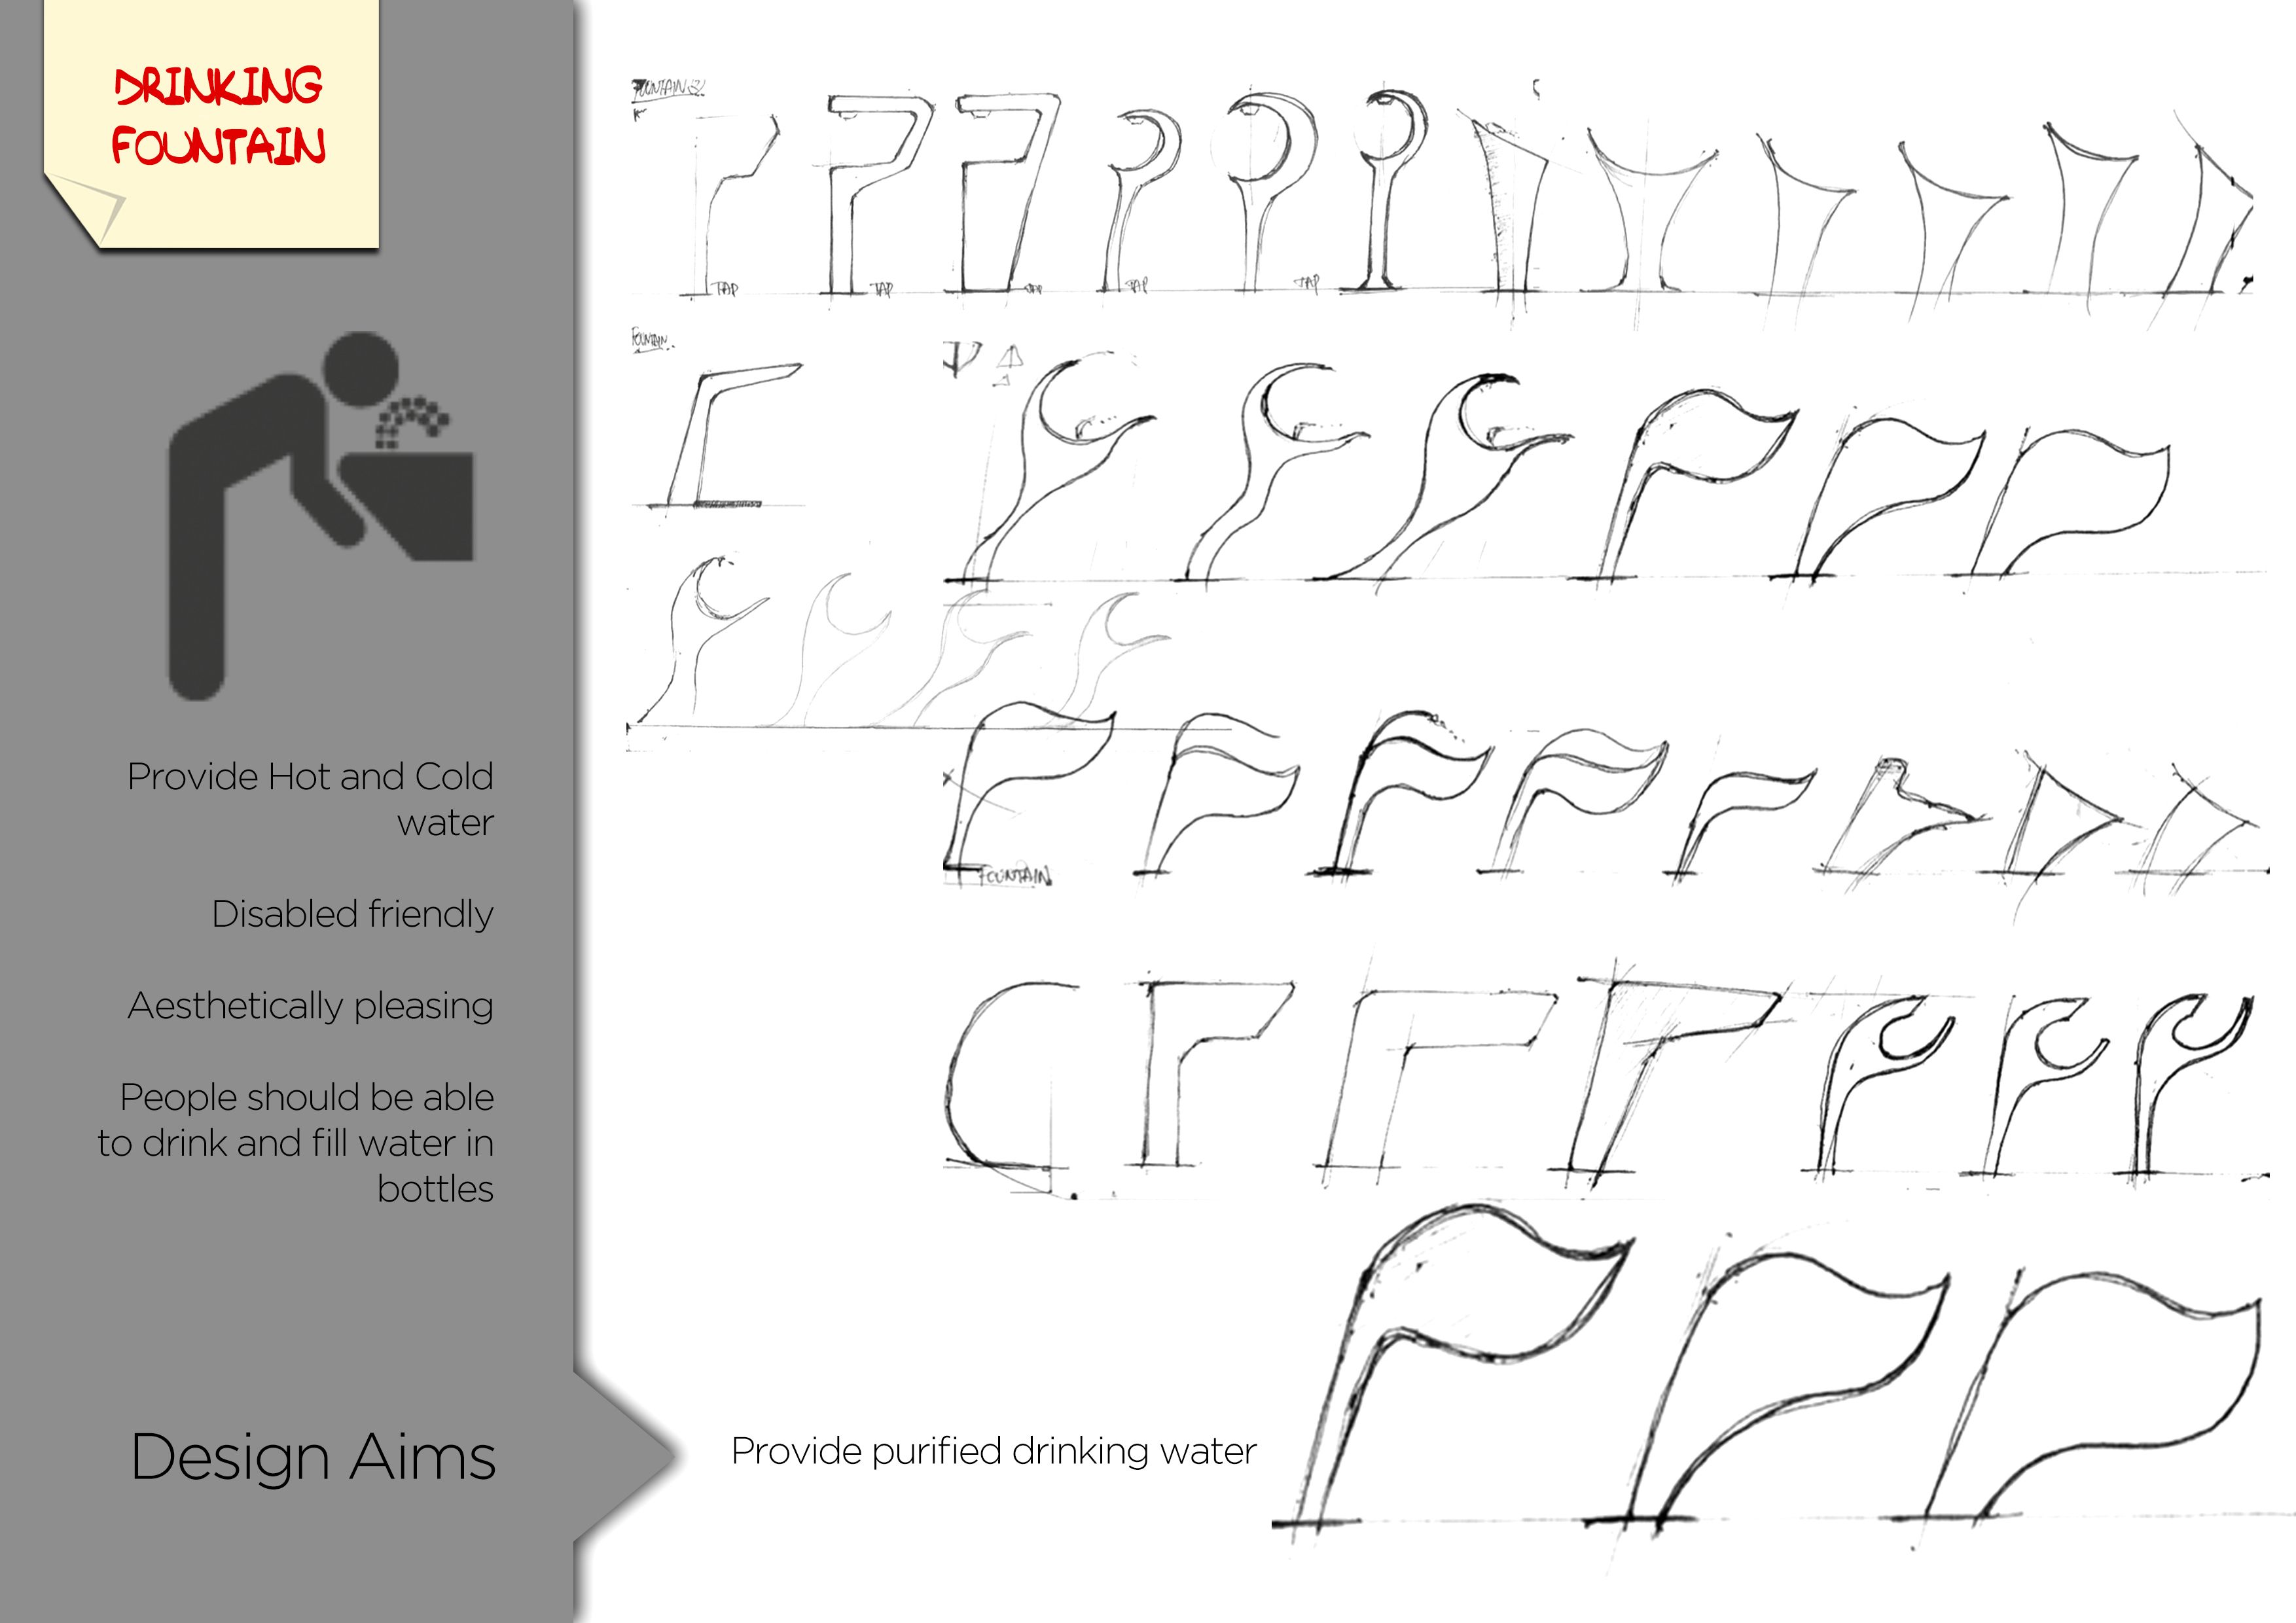 DRINKING
FOUNTAIN
Provide Hot and Cold
water
Disabled friendly
Aesthetically pleasing
People should be able
to drink and fill water in
bottles
Design Aims
Provide purified drinking water
FOUNTAIN
TAP
TAP
TAP
TAP
TAP
FOUNTAIN
FOUNTAIN